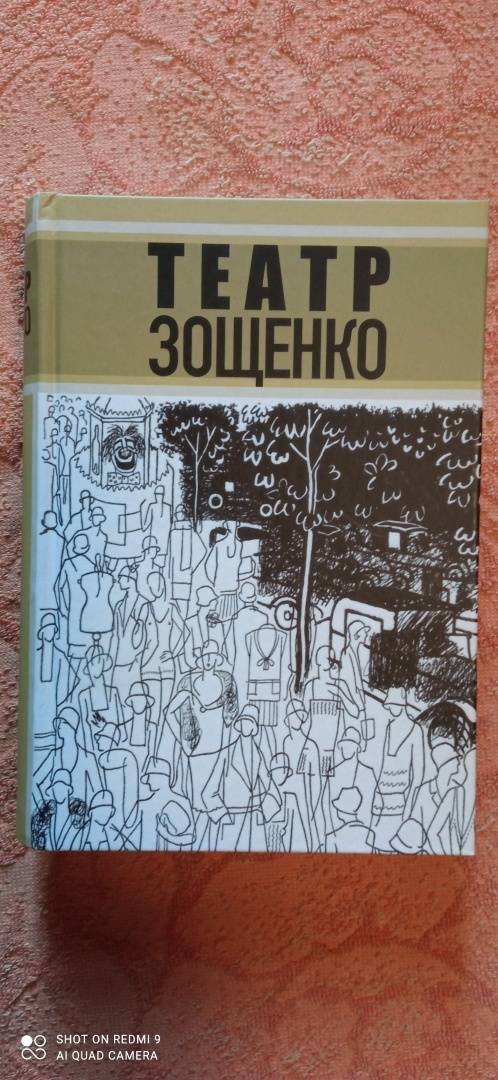 ТЕАТР
ЗОЩЕНКО
Р
О
SHOT ON REDMI 9
AI QUAD CAMERA